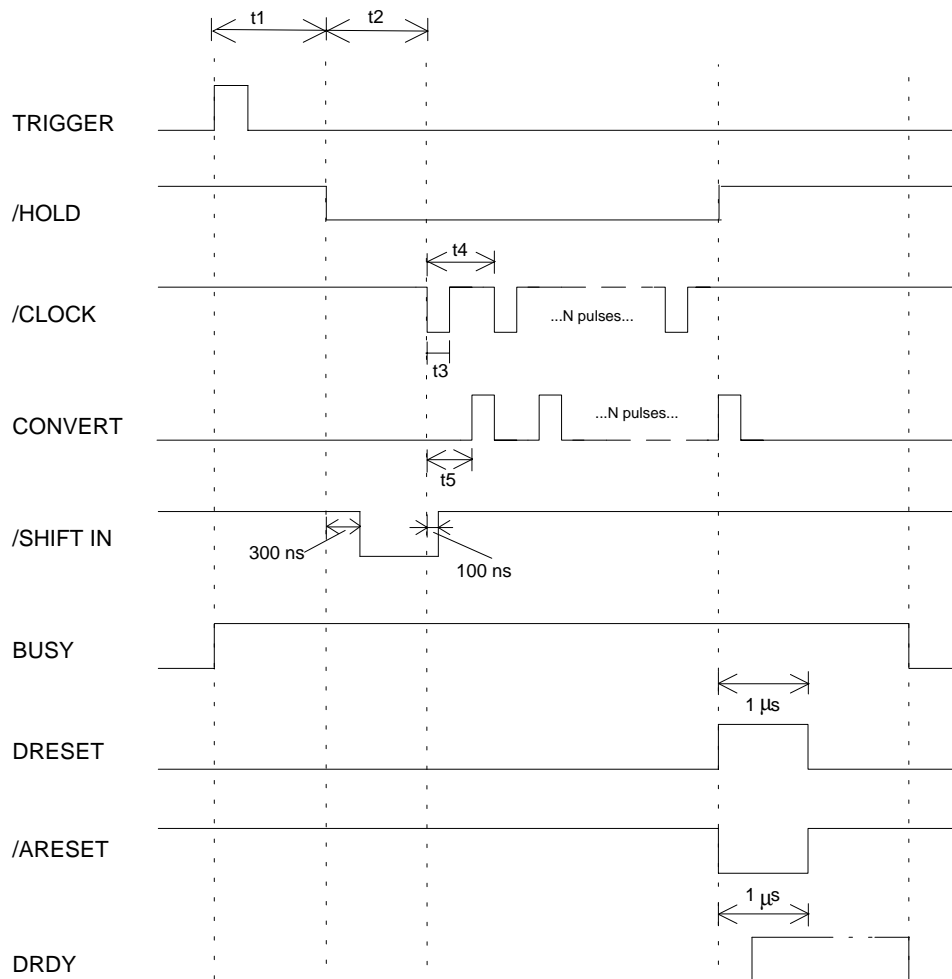 t1
t2
TRIGGER
/HOLD
t4
/CLOCK
...N pulses...
t3
CONVERT
...N pulses...
t5
/SHIFT IN
300 ns
100 ns
BUSY
1 μs
DRESET
/ARESET
1 μs
DRDY